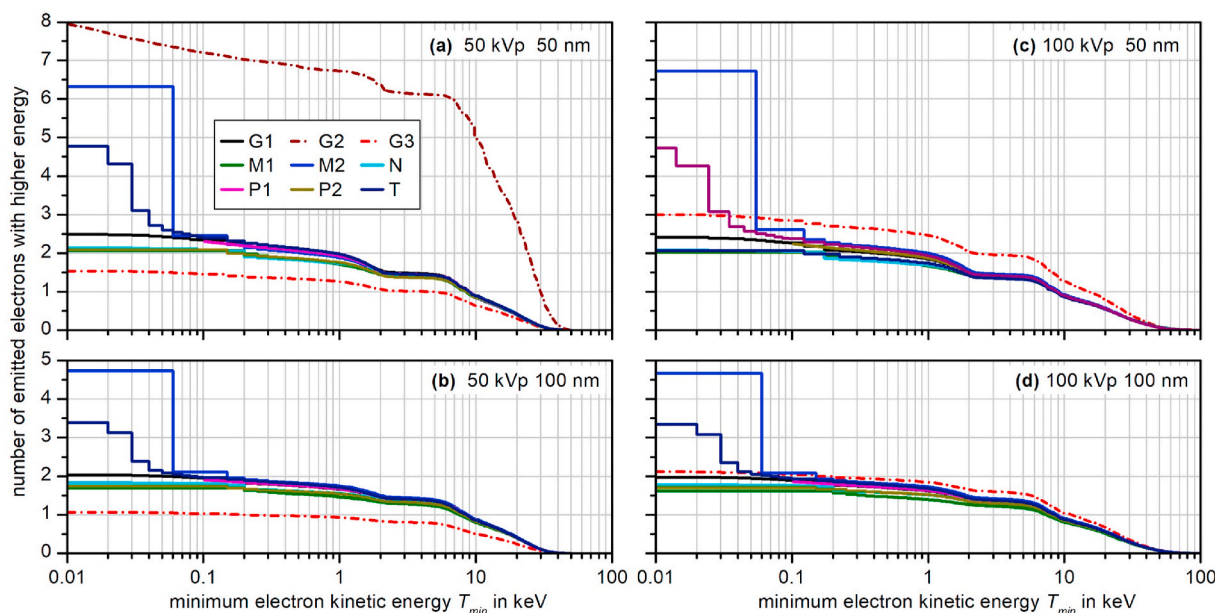 number of emitted electrons with higher energy
8
7
6
5
4
3
2
1
0
(a) 50 kVp 50 nm
G1 G2 G3
M1 M2 N
P1 P2 T
(c) 100 kVp 50 nm
5
4
3
2
1
0
(b) 50 kVp 100 nm
(d) 100 kVp 100 nm
0.01 0.1 1 10 100
0.01 0.1 1 10 100
minimum electron kinetic energy Tmin in keV
minimum electron kinetic energy Tmin in keV